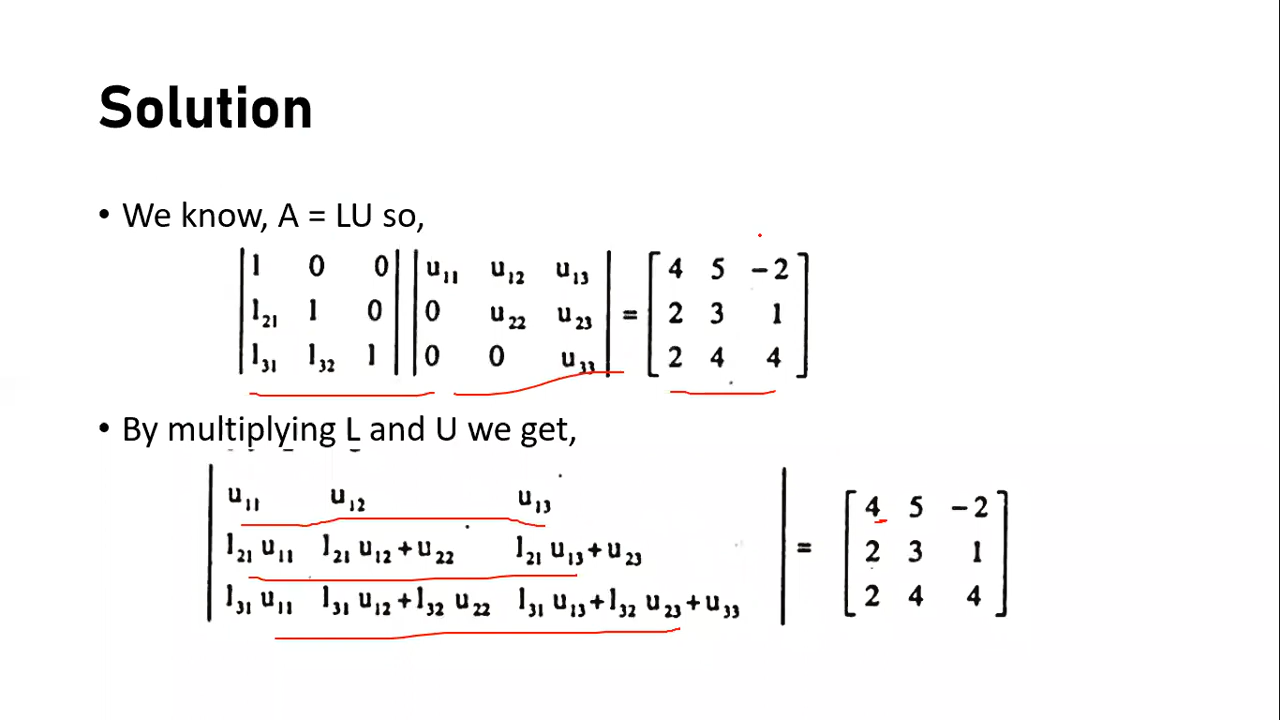 Solution
• We know, A = LU so,
|1 0 0| |u₁₁ u₁₂ u₁₃| = [4 5 −2]
|l₂₁ 1 0| |0 u₂₂ u₂₃| [2 3 1]
|l₃₁ l₃₂ 1| |0 0 u₃₃| [2 4 4]
• By multiplying L and U we get,
|u₁₁ u₁₂ u₁₃| = [4 5 −2]
|l₂₁ u₁₁ l₂₁ u₁₂+u₂₂ l₂₁ u₁₃+u₂₃| [2 3 1]
|l₃₁ u₁₁ l₃₁ u₁₂+l₃₂ u₂₂ l₃₁ u₁₃+l₃₂ u₂₃+u₃₃| [2 4 4]